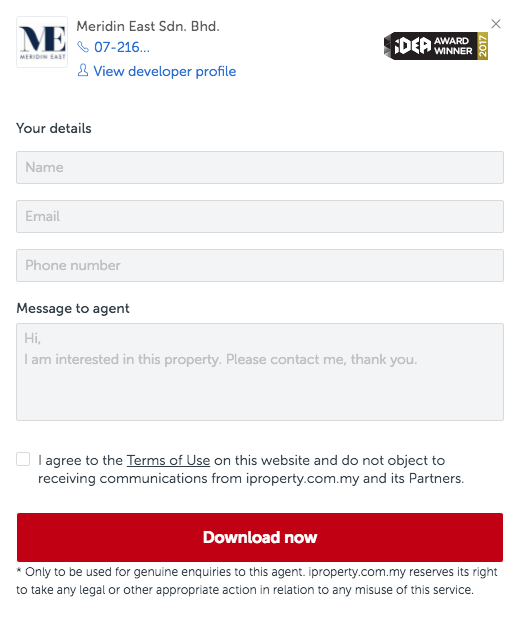 ME
MERIDIN EAST
Meridin East Sdn. Bhd.
07-216...
View developer profile
iDEA AWARD WINNER 2017
Your details
Name
Email
Phone number
Message to agent
Hi,
I am interested in this property. Please contact me, thank you.
I agree to the Terms of Use on this website and do not object to
receiving communications from iproperty.com.my and its Partners.
Download now
* Only to be used for genuine enquiries to this agent. iproperty.com.my reserves its right
to take any legal or other appropriate action in relation to any misuse of this service.